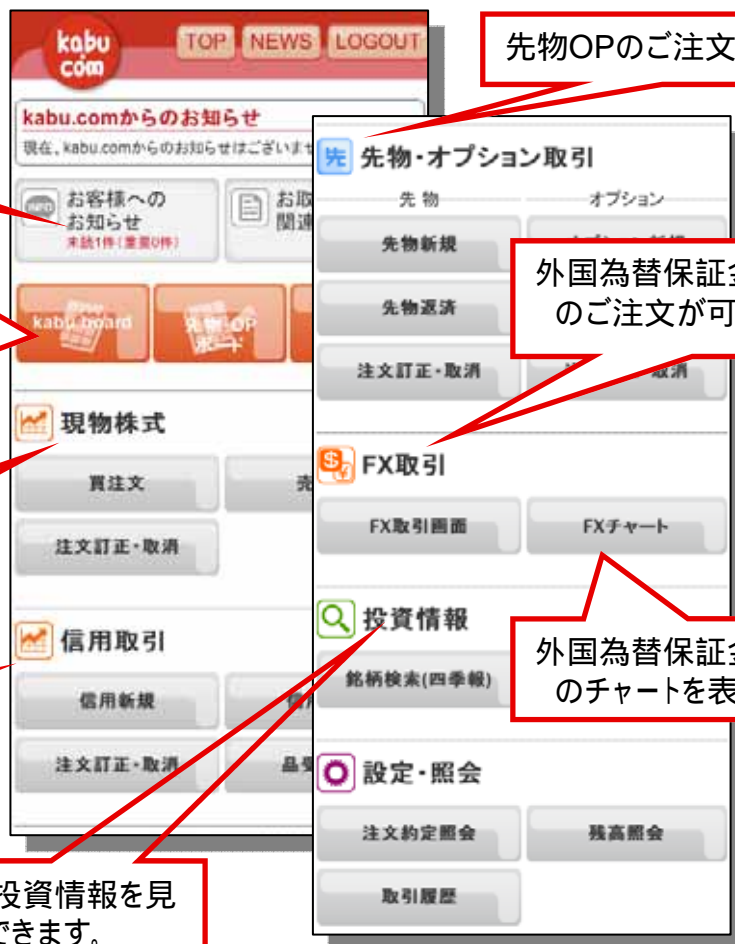 kabu
com
TOP NEWS LOGOUT
kabu.comからのお知らせ
現在、kabu.comからのお知らせはございませ
お客様への
お知らせ
未読1件(重要0件)
お取
関連
kabu board
先物・OP
ボード
現物株式
買注文
売
注文訂正・取消
信用取引
信用新規
信用
注文訂正・取消
品受
投資情報を見
できます。
先物OPのご注文
先 先物・オプション取引
先物
オプション
先物新規
先物返済
注文訂正・取消
取消
外国為替保証金
のご注文が可
FX取引
FX取引画面
FXチャート
投資情報
銘柄検索(四季報)
外国為替保証金
のチャートを表
設定・照会
注文約定照会
残高照会
取引履歴